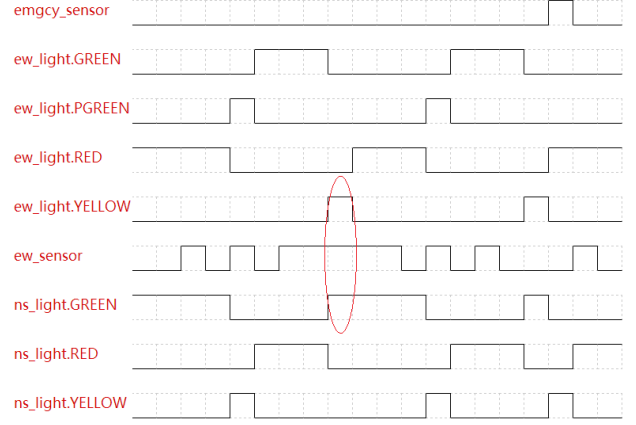 emgcy_sensor
ew_light.GREEN
ew_light.PGREEN
ew_light.RED
ew_light.YELLOW
ew_sensor
ns_light.GREEN
ns_light.RED
ns_light.YELLOW